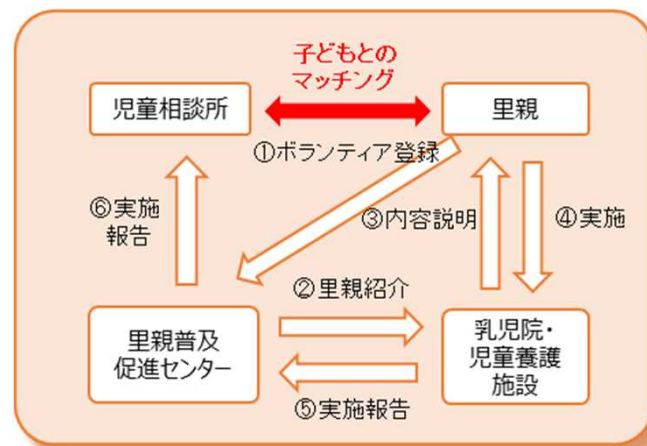 子どもとの
マッチング
児童相談所
里親
①ボランティア登録
⑥実施
報告
③内容説明
④実施
②里親紹介
里親普及
促進センター
乳児院・
児童養護
施設
⑤実施報告